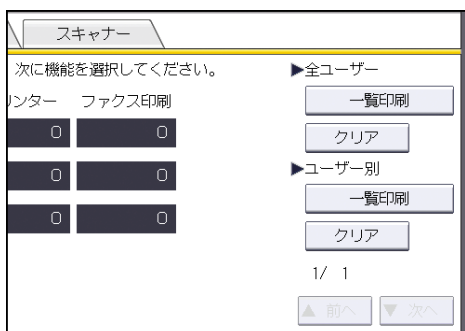 スキャナー
次に機能を選択してください。
▶全ユーザー
リンター ファクス印刷
一覧印刷
0 0
クリア
▶ユーザー別
0 0
一覧印刷
0 0
クリア
1/ 1
▲ 前へ ▼ 次へ